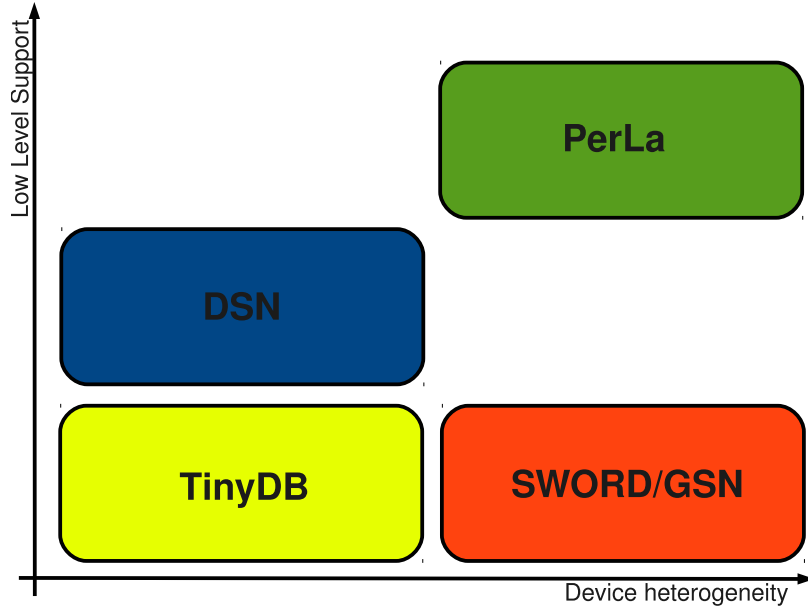 Low Level Support
PerLa
DSN
TinyDB
SWORD/GSN
Device heterogeneity